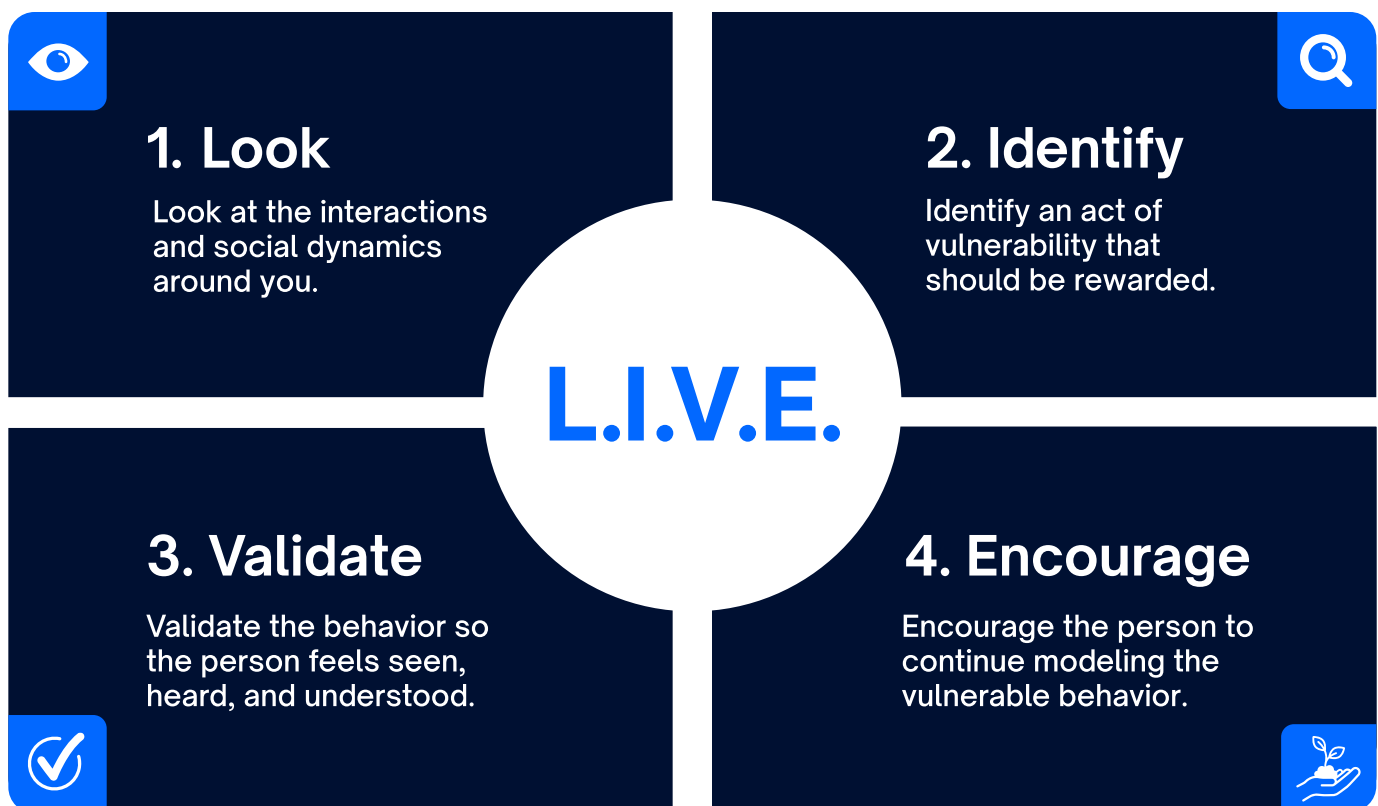 1. Look
Look at the interactions
and social dynamics
around you.
2. Identify
Identify an act of
vulnerability that
should be rewarded.
L.I.V.E.
3. Validate
Validate the behavior so
the person feels seen,
heard, and understood.
4. Encourage
Encourage the person to
continue modeling the
vulnerable behavior.